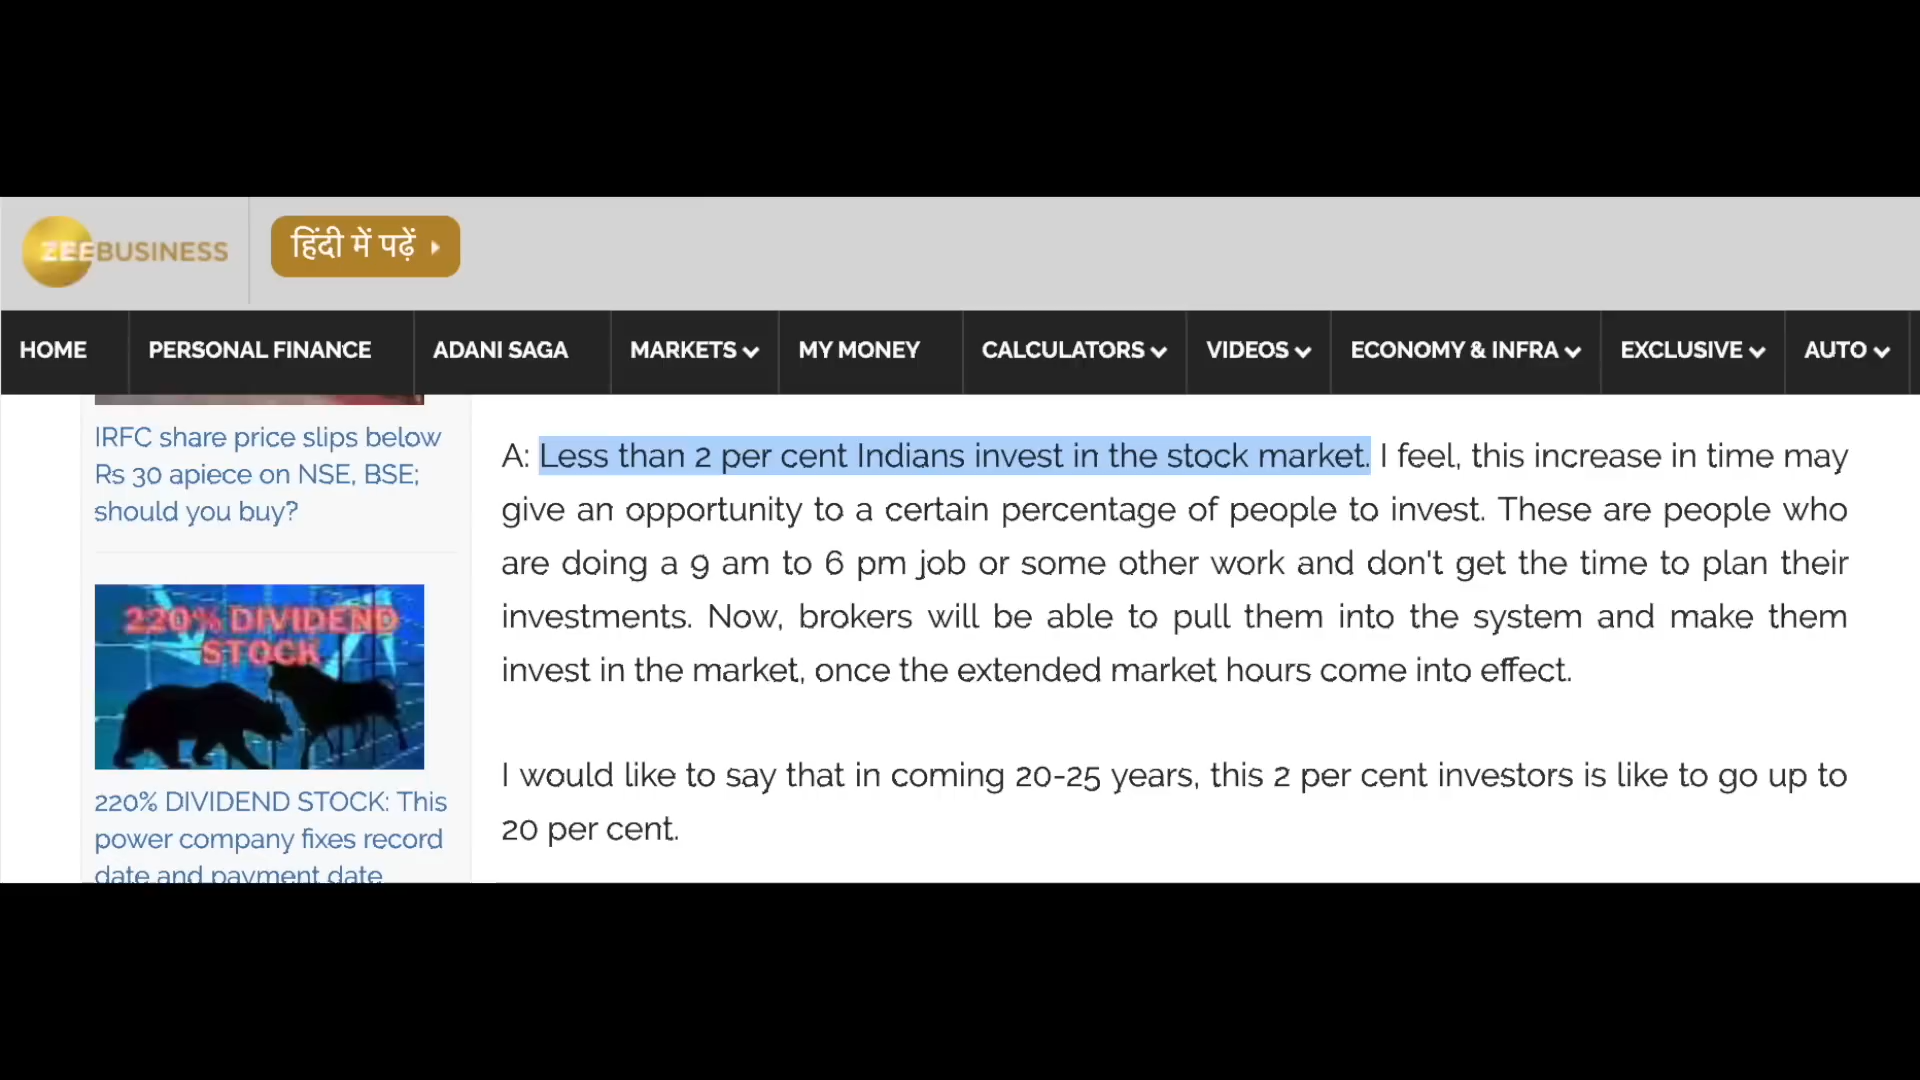 ZEEBUSINESS
हिंदी में पढ़ें
HOME PERSONAL FINANCE ADANI SAGA MARKETS MY MONEY CALCULATORS VIDEOS ECONOMY & INFRA EXCLUSIVE AUTO
IRFC share price slips below
Rs 30 apiece on NSE, BSE;
should you buy?
220% DIVIDEND
STOCK
220% DIVIDEND STOCK: This
power company fixes record
date and payment date
A: Less than 2 per cent Indians invest in the stock market. I feel, this increase in time may
give an opportunity to a certain percentage of people to invest. These are people who
are doing a 9 am to 6 pm job or some other work and don't get the time to plan their
investments. Now, brokers will be able to pull them into the system and make them
invest in the market, once the extended market hours come into effect.
I would like to say that in coming 20-25 years, this 2 per cent investors is like to go up to
20 per cent.